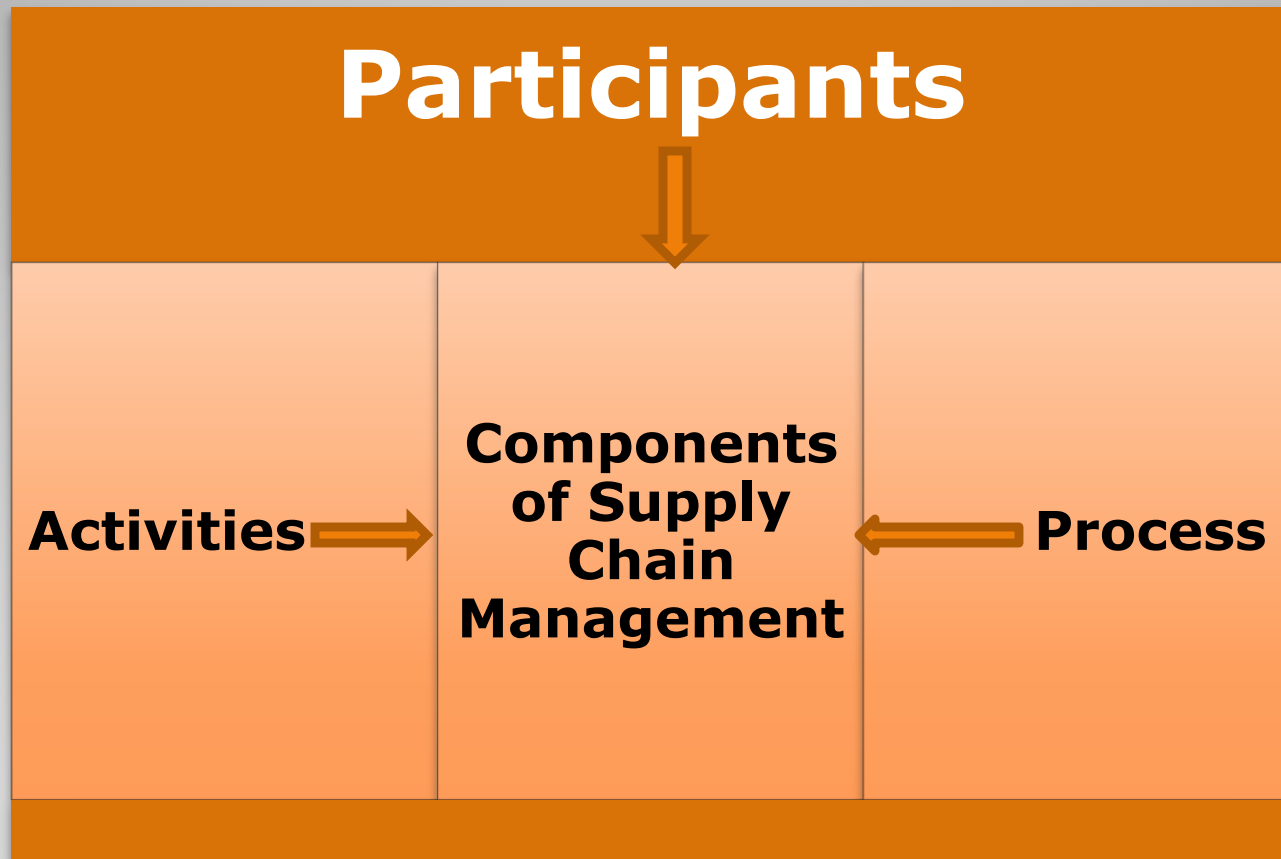 Participants
Activities
Components
of Supply
Chain
Management
Process